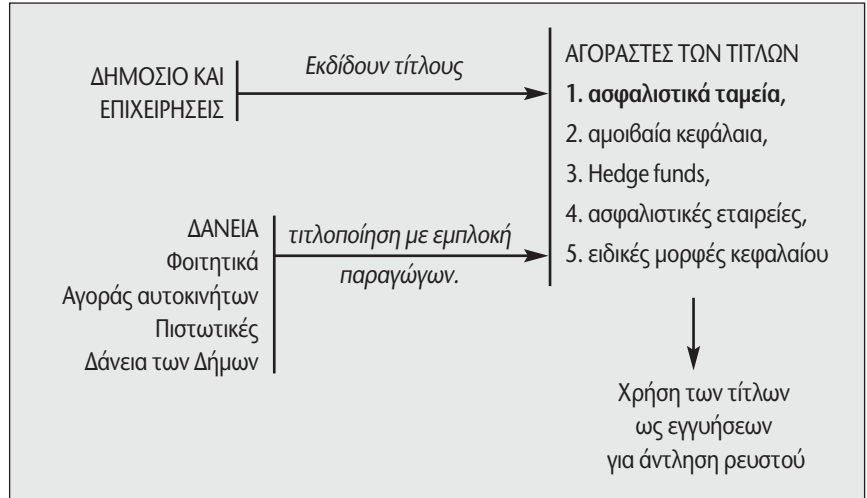 ΔΗΜΟΣΙΟ ΚΑΙ
ΕΠΙΧΕΙΡΗΣΕΙΣ
Εκδίδουν τίτλους
ΑΓΟΡΑΣΤΕΣ ΤΩΝ ΤΙΤΛΩΝ
1. ασφαλιστικά ταμεία,
2. αμοιβαία κεφάλαια,
3. Hedge funds,
4. ασφαλιστικές εταιρείες,
5. ειδικές μορφές κεφαλαίου
ΔΑΝΕΙΑ
Φοιτητικά
Αγοράς αυτοκινήτων
Πιστωτικές
Δάνεια των Δήμων
τιτλοποίηση με εμπλοκή
παραγώγων.
Χρήση των τίτλων
ως εγγυήσεων
για άντληση ρευστού